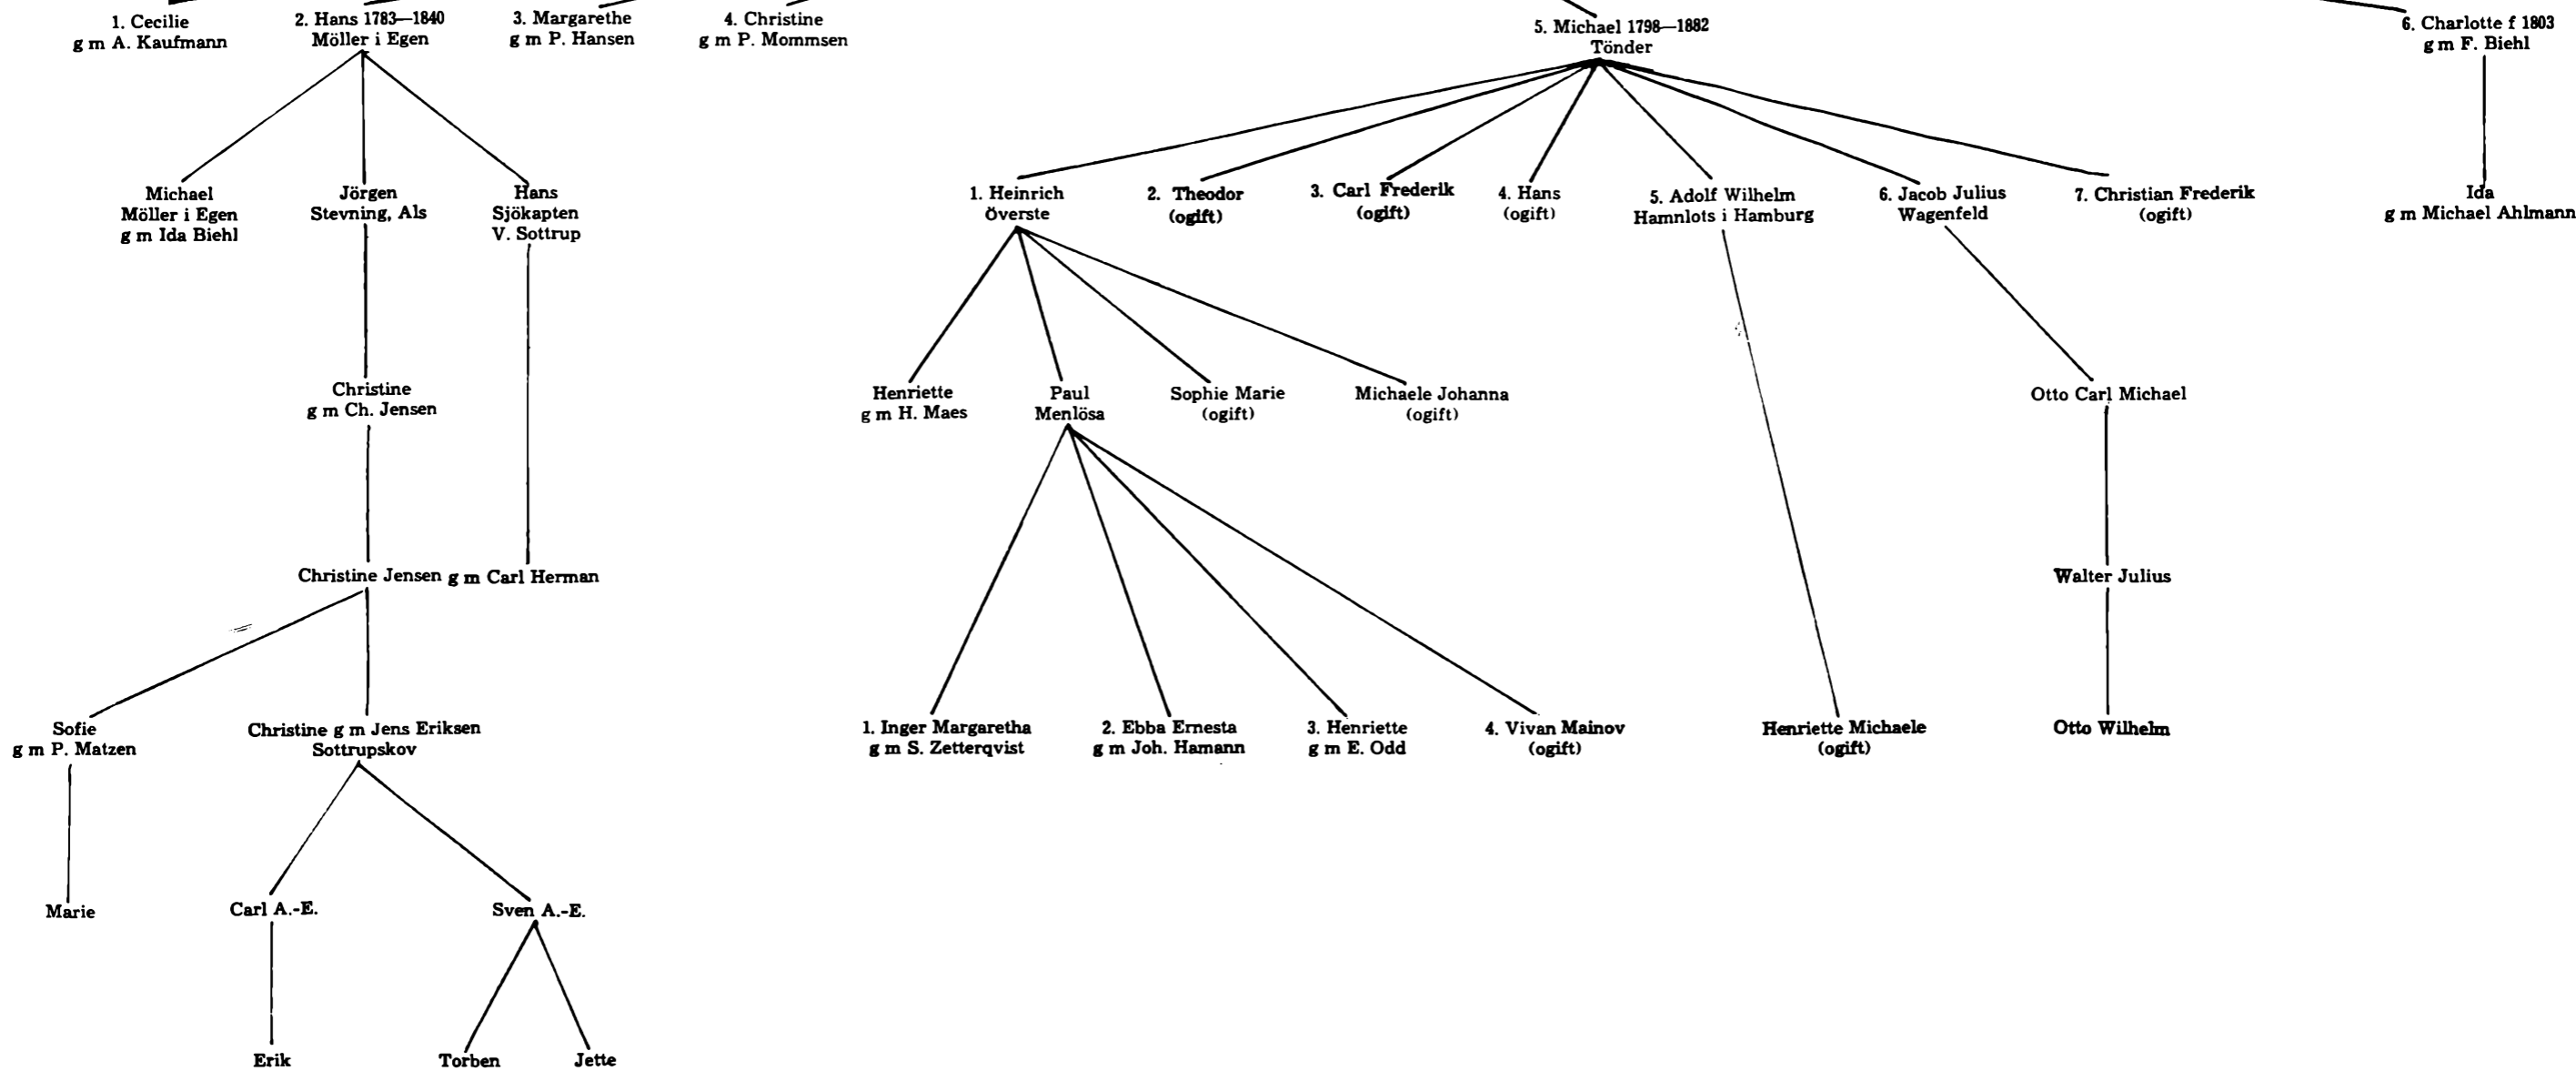 1. Cecilie
g m A. Kaufmann
2. Hans 1783—1840
Möller i Egen
3. Margarethe
g m P. Hansen
4. Christine
g m P. Mommsen
5. Michael 1798—1882
Tönder
6. Charlotte f 1803
g m F. Biehl
Michael
Möller i Egen
g m Ida Biehl
Jörgen
Stevning, Als
Hans
Sjökapten
V. Sottrup
1. Heinrich
Överste
2. Theodor
(ogift)
3. Carl Frederik
(ogift)
4. Hans
(ogift)
5. Adolf Wilhelm
Hamnlots i Hamburg
6. Jacob Julius
Wagenfeld
7. Christian Frederik
(ogift)
Ida
g m Michael Ahlmann
Christine
g m Ch. Jensen
Henriette
g m H. Maes
Paul
Menlösa
Sophie Marie
(ogift)
Michaele Johanna
(ogift)
Otto Carl Michael
Christine Jensen g m Carl Herman
Walter Julius
Sofie
g m P. Matzen
Christine g m Jens Eriksen
Sottrupskov
1. Inger Margaretha
g m S. Zetterqvist
2. Ebba Ernesta
g m Joh. Hamann
3. Henriette
g m E. Odd
4. Vivan Mainov
(ogift)
Henriette Michaele
(ogift)
Otto Wilhelm
Marie
Carl A.-E.
Sven A.-E.
Erik
Torben
Jette